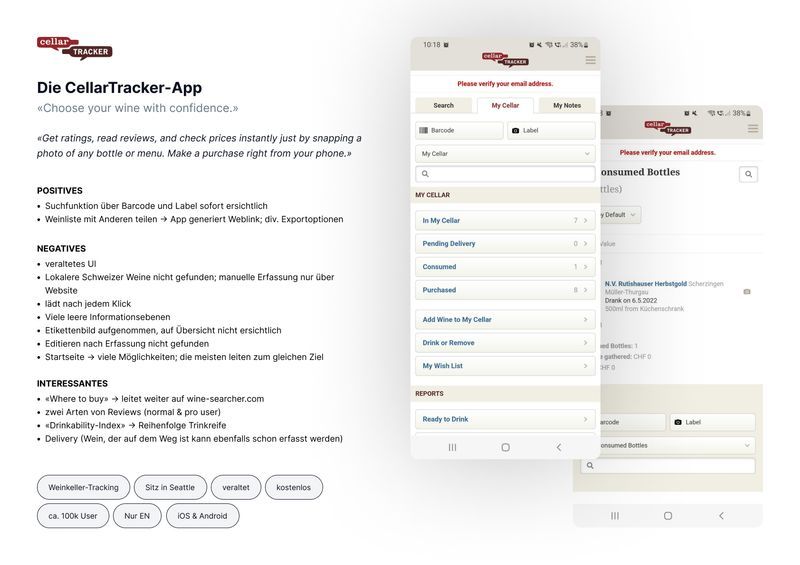 cellar
TRACKER
Die CellarTracker-App
«Choose your wine with confidence.»
«Get ratings, read reviews, and check prices instantly just by snapping a
photo of any bottle or menu. Make a purchase right from your phone.»
POSITIVES
• Suchfunktion über Barcode und Label sofort ersichtlich
• Weinliste mit Anderen teilen → App generiert Weblink; div. Exportoptionen
NEGATIVES
• veraltetes UI
• Lokalere Schweizer Weine nicht gefunden; manuelle Erfassung nur über
Website
• lädt nach jedem Klick
• Viele leere Informationsebenen
• Etikettenbild aufgenommen, auf Übersicht nicht ersichtlich
• Editieren nach Erfassung nicht gefunden
• Startseite → viele Möglichkeiten; die meisten leiten zum gleichen Ziel
INTERESSANTES
• «Where to buy» → leitet weiter auf wine-searcher.com
• zwei Arten von Reviews (normal & pro user)
• «Drinkability-Index» → Reihenfolge Trinkreife
• Delivery (Wein, der auf dem Weg ist kann ebenfalls schon erfasst werden)
Weinkeller-Tracking
Sitz in Seattle
veraltet
kostenlos
ca. 100k User
Nur EN
iOS & Android
10:18
38%
cellar
TRACKER
Please verify your email address.
Search
My Cellar
My Notes
Barcode
Label
My Cellar
MY CELLAR
In My Cellar 7
Pending Delivery 0
Consumed 1
Purchased 8
Add Wine to My Cellar
Drink or Remove
My Wish List
REPORTS
Ready to Drink
8
38%
cellar
TRACKER
Please verify your email address.
onsumed Bottles
ttles)
y Default
Value
N.V. Rutishauser Herbstgold Scherzingen
Müller-Thurgau
Drank on 6.5.2022
500ml from Küchenschrank
ned Bottles: 1
e gathered: CHF 0
CHF 0
arcode
Label
onsumed Bottles